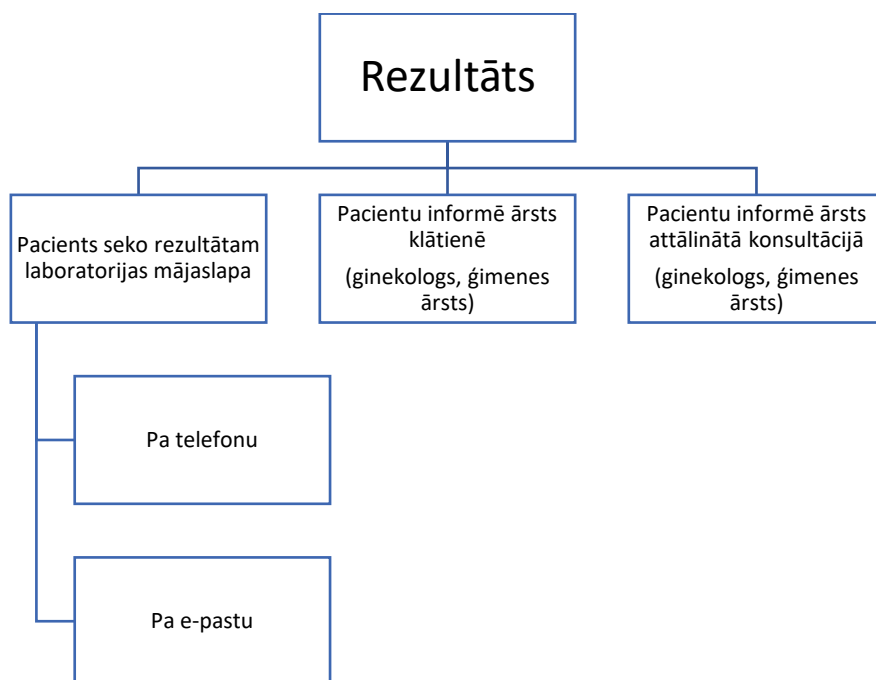 Rezultāts
Pacients seko rezultātam
laboratorijas mājaslapa
Pacientu informē ārsts
klātienē
(ginekologs, ģimenes
ārsts)
Pacientu informē ārsts
attālinātā konsultācijā
(ginekologs, ģimenes
ārsts)
Pa telefonu
Pa e-pastu